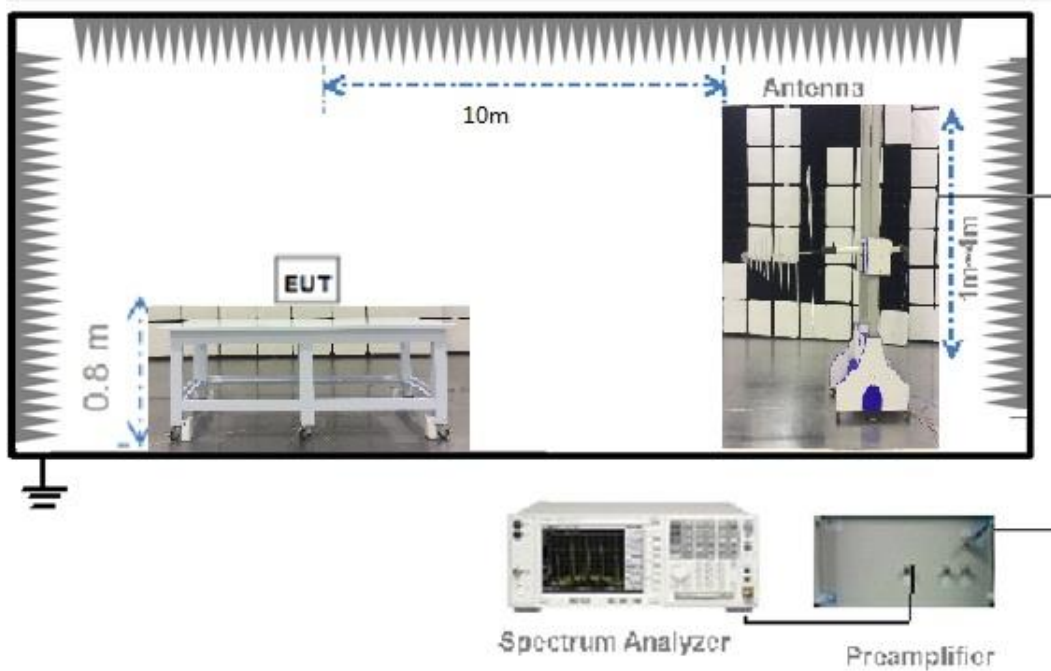 Antenna
10m
1m~4m
EUT
0.8 m
Spectrum Analyzer
Preamplifier